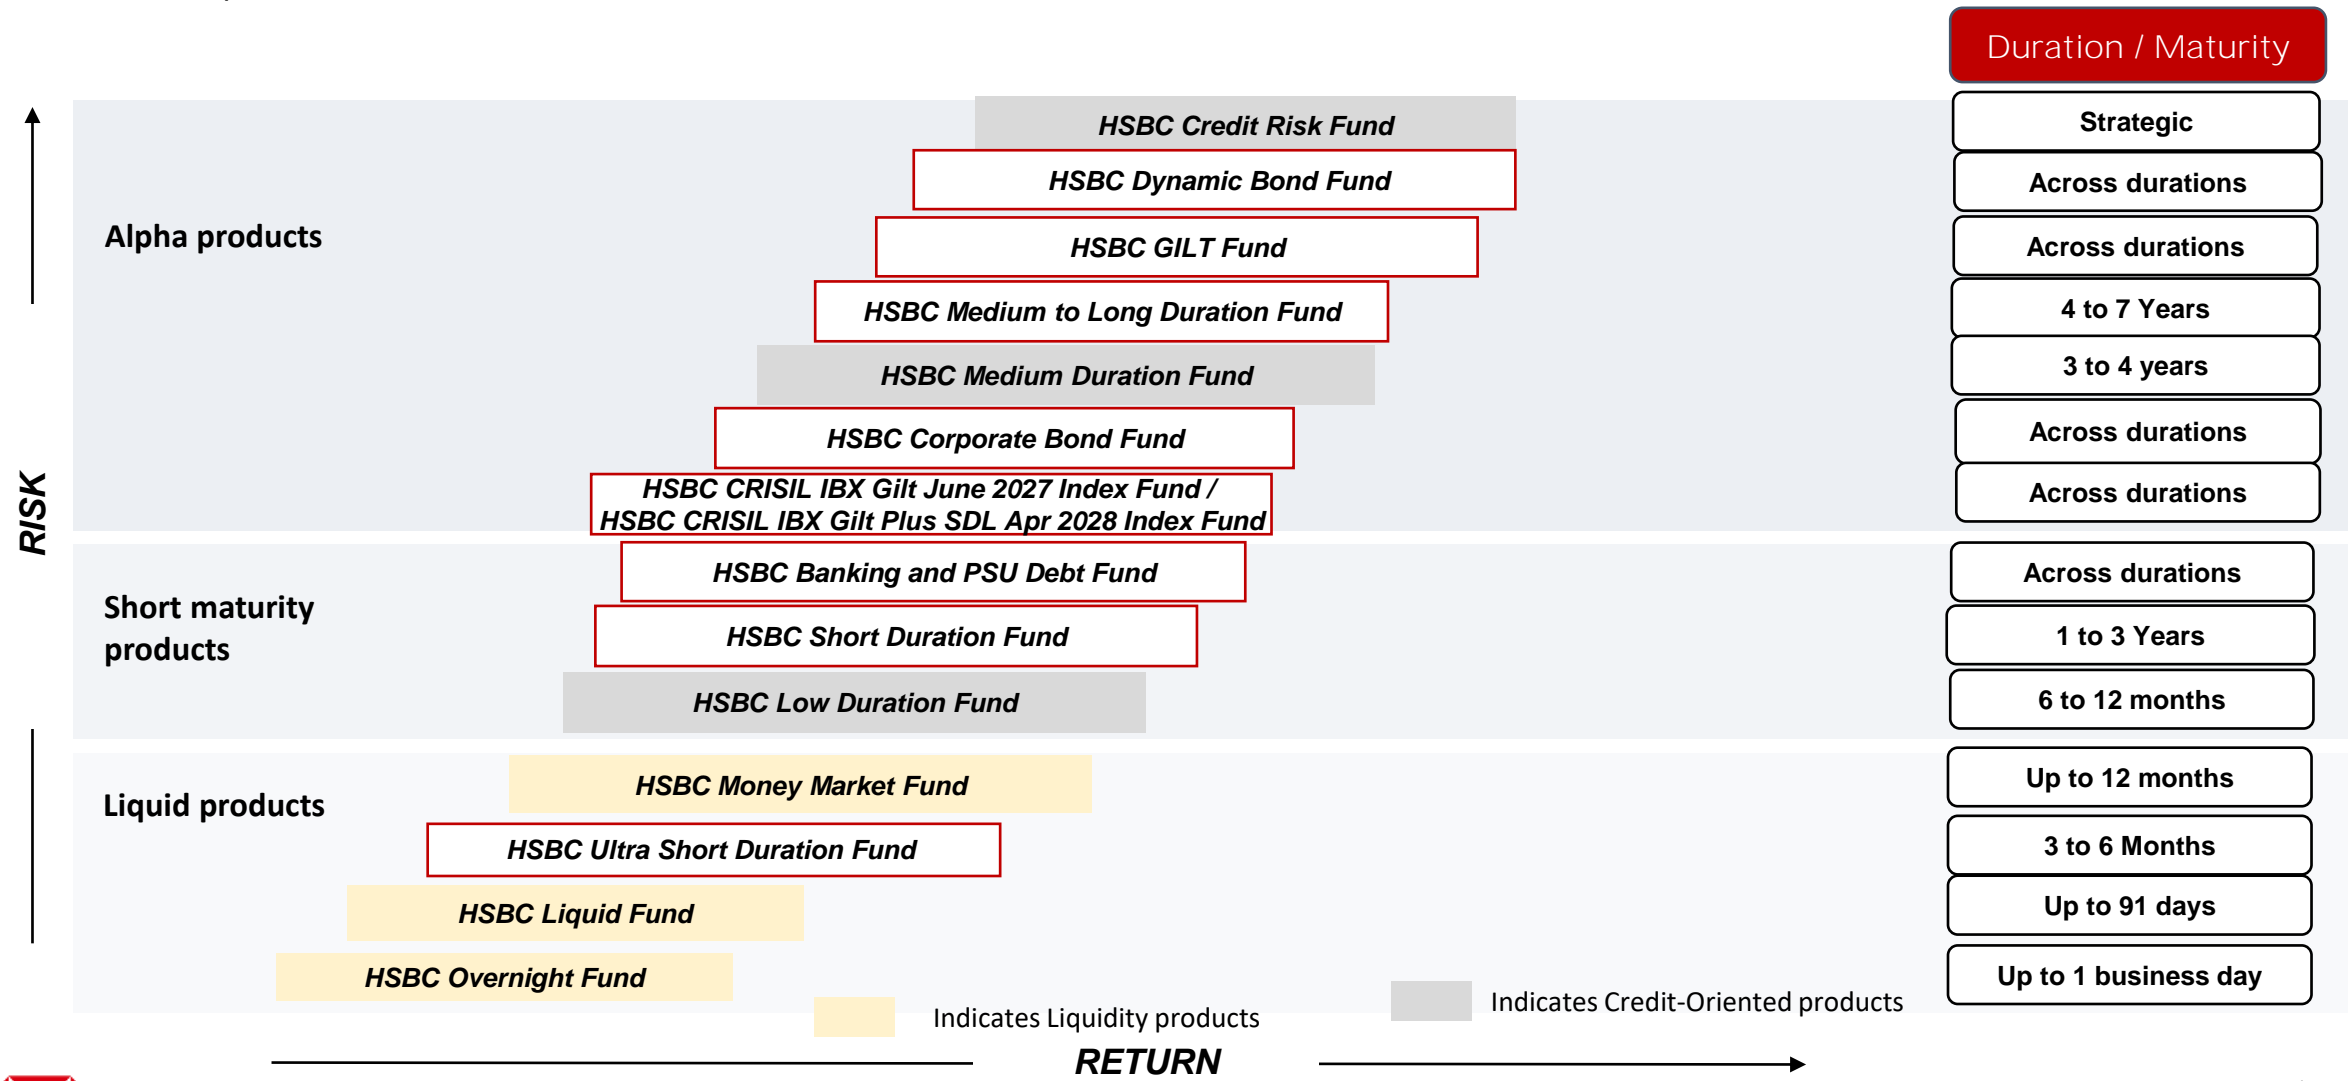 Duration / Maturity
HSBC Credit Risk Fund
Strategic
HSBC Dynamic Bond Fund
Across durations
Alpha products
HSBC GILT Fund
Across durations
HSBC Medium to Long Duration Fund
4 to 7 Years
HSBC Medium Duration Fund
3 to 4 years
HSBC Corporate Bond Fund
Across durations
HSBC CRISIL IBX Gilt June 2027 Index Fund /
HSBC CRISIL IBX Gilt Plus SDL Apr 2028 Index Fund
Across durations
RISK
HSBC Banking and PSU Debt Fund
Across durations
Short maturity
products
HSBC Short Duration Fund
1 to 3 Years
HSBC Low Duration Fund
6 to 12 months
HSBC Money Market Fund
Up to 12 months
Liquid products
HSBC Ultra Short Duration Fund
3 to 6 Months
HSBC Liquid Fund
Up to 91 days
HSBC Overnight Fund
Up to 1 business day
Indicates Liquidity products
Indicates Credit-Oriented products
RETURN